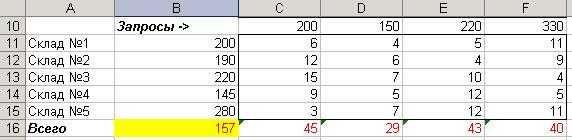 A B C D E F
10 Запросы -> 200 150 220 330
11 Склад №1 200 6 4 5 11
12 Склад №2 190 12 6 4 9
13 Склад №3 220 15 7 10 4
14 Склад №4 145 9 5 12 5
15 Склад №5 280 3 7 12 11
16 Всего 157 45 29 43 40